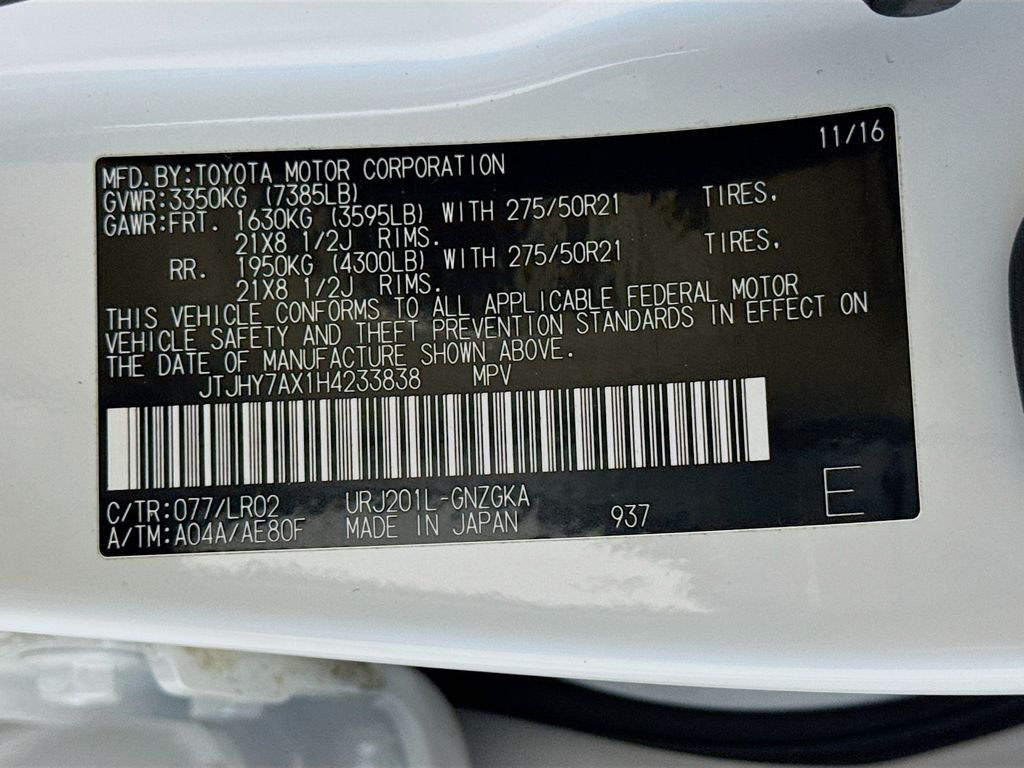 11/16
MFD.BY:TOYOTA MOTOR CORPORATION
GVWR:3350KG (7385LB)
GAWR:FRT. 1630KG (3595LB) WITH 275/50R21 TIRES,
21X8 1/2J RIMS.
RR. 1950KG (4300LB) WITH 275/50R21 TIRES,
21X8 1/2J RIMS.
THIS VEHICLE CONFORMS TO ALL APPLICABLE FEDERAL MOTOR
VEHICLE SAFETY AND THEFT PREVENTION STANDARDS IN EFFECT ON
THE DATE OF MANUFACTURE SHOWN ABOVE.
JTJHY7AX1H4233838 MPV
C/TR:077/LR02 URJ201L-GNZGKA
A/TM:A04A/AE80F MADE IN JAPAN 937 E